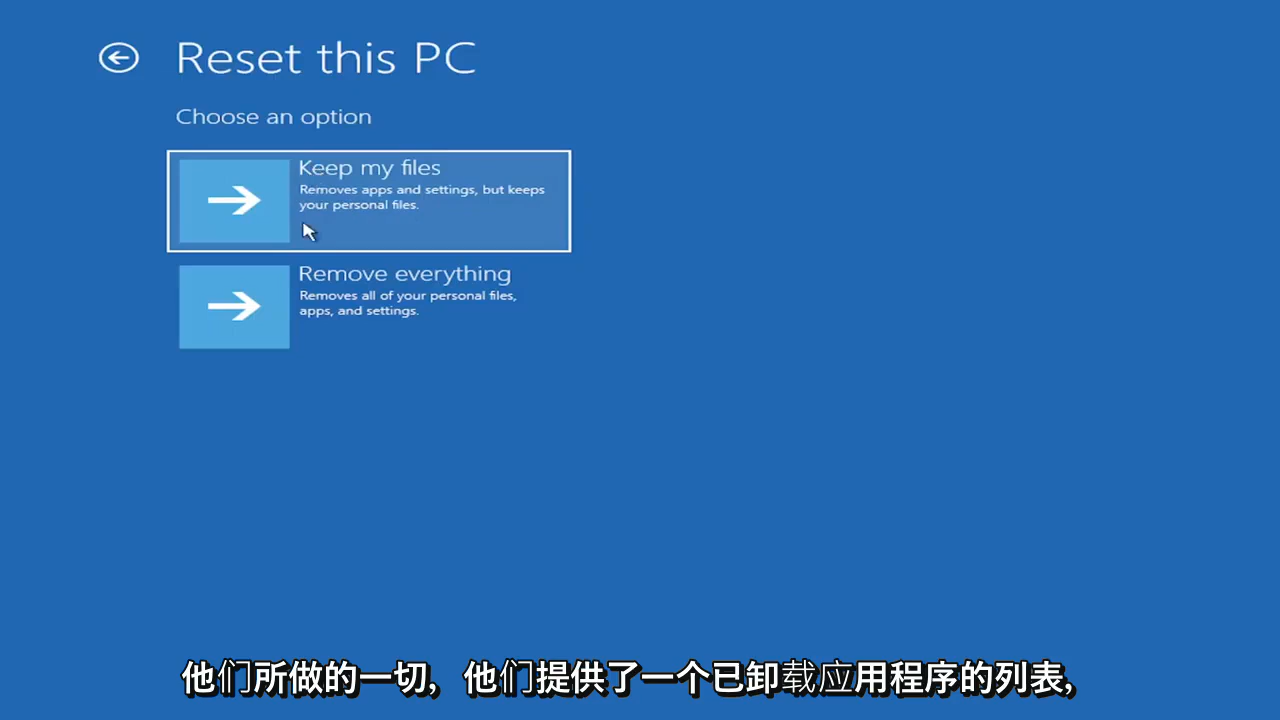 Reset this PC
Choose an option
Keep my files
Removes apps and settings, but keeps
your personal files.
Remove everything
Removes all of your personal files,
apps, and settings.
他们所做的一切, 他们提供了一个已卸载应用程序的列表,